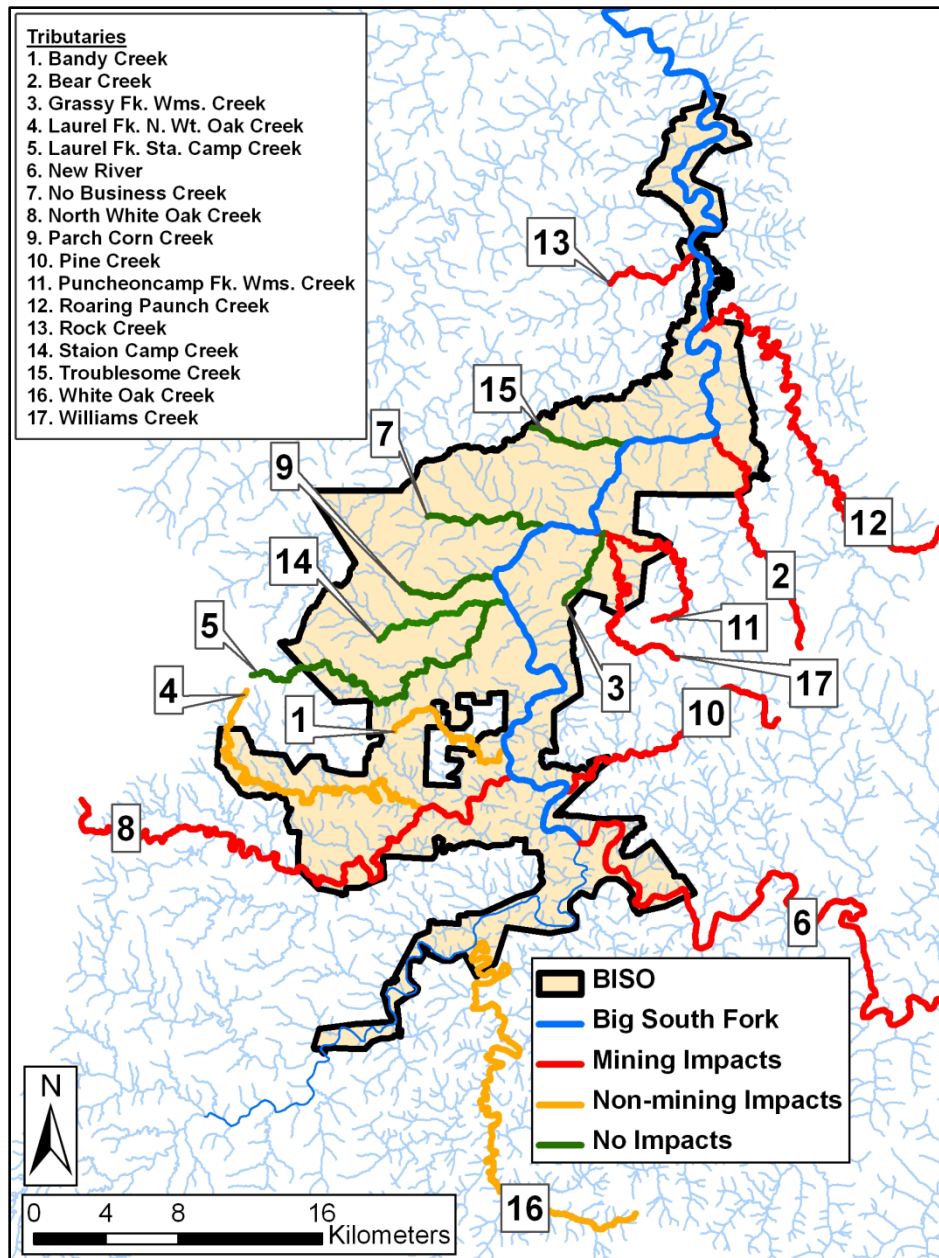 Tributaries
1. Bandy Creek
2. Bear Creek
3. Grassy Fk. Wms. Creek
4. Laurel Fk. N. Wt. Oak Creek
5. Laurel Fk. Sta. Camp Creek
6. New River
7. No Business Creek
8. North White Oak Creek
9. Parch Corn Creek
10. Pine Creek
11. Puncheoncamp Fk. Wms. Creek
12. Roaring Paunch Creek
13. Rock Creek
14. Staion Camp Creek
15. Troublesome Creek
16. White Oak Creek
17. Williams Creek
13
15
7
9
12
14
2
11
5
3
17
4
1
10
8
6
BISO
Big South Fork
Mining Impacts
Non-mining Impacts
No Impacts
N
16
0 4 8 16
Kilometers